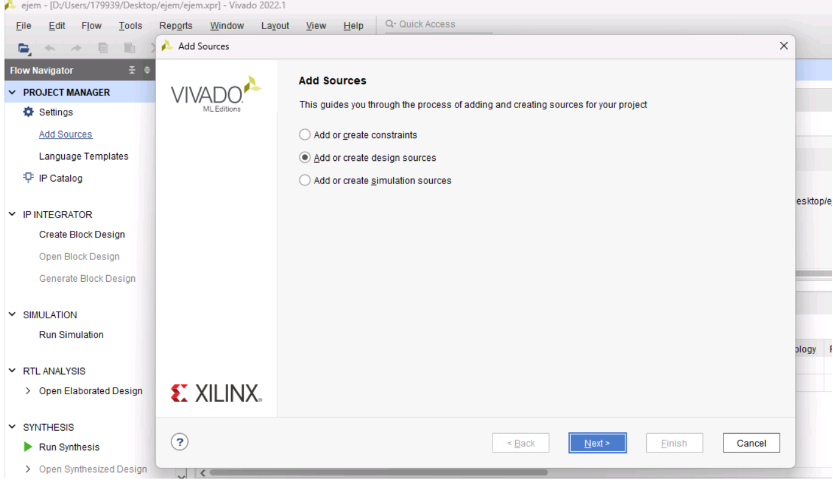 ejem - [D:/Users/179939/Desktop/ejem/ejem.xpr] - Vivado 2022.1
File Edit Flow Tools Reports Window Layout View Help Q- Quick Access
Add Sources
Flow Navigator
PROJECT MANAGER
Settings
Add Sources
Language Templates
IP Catalog
IP INTEGRATOR
Create Block Design
Open Block Design
Generate Block Design
SIMULATION
Run Simulation
RTL ANALYSIS
Open Elaborated Design
SYNTHESIS
Run Synthesis
Open Synthesized Design
VIVADO
ML Editions
Add Sources
This guides you through the process of adding and creating sources for your project
Add or create constraints
Add or create design sources
Add or create simulation sources
XILINX
?
< Back Next > Finish Cancel
esktop/e
ology